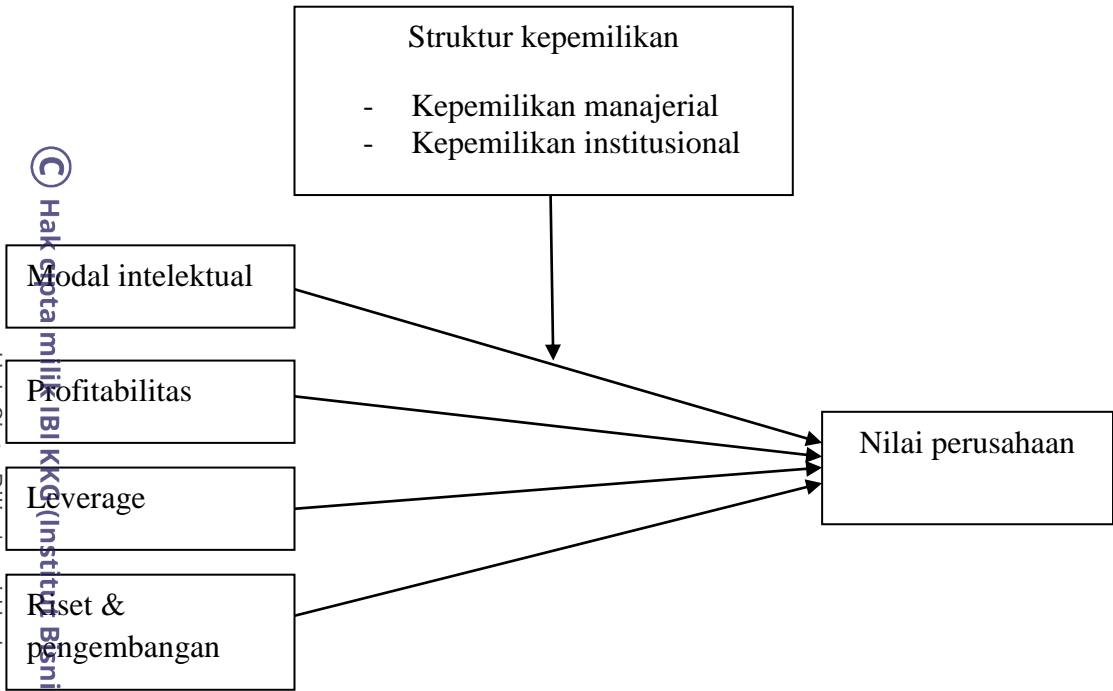 Struktur kepemilikan
- Kepemilikan manajerial
- Kepemilikan institusional
Modal intelektual
Profitabilitas
Leverage
Riset &
pengembangan
Nilai perusahaan
© Hak cipta milik IBI KKG (Institut Bisni